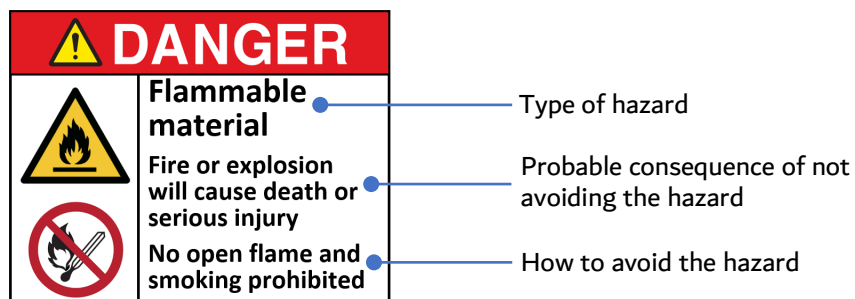 DANGER
Flammable
material
Fire or explosion
will cause death or
serious injury
No open flame and
smoking prohibited
Type of hazard
Probable consequence of not
avoiding the hazard
How to avoid the hazard